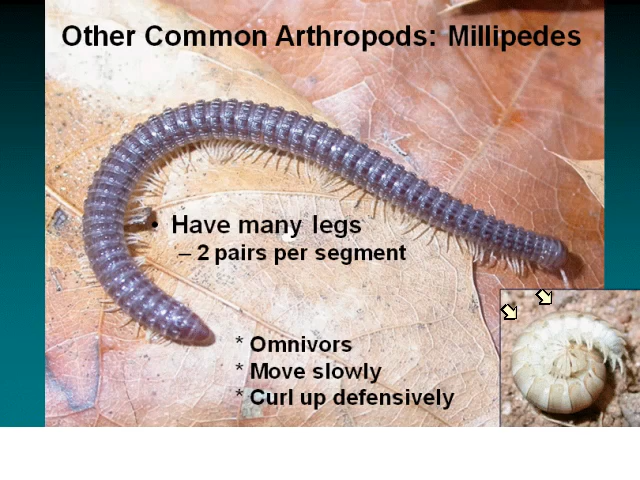 Other Common Arthropods: Millipedes
• Have many legs
– 2 pairs per segment
* Omnivors
* Move slowly
* Curl up defensively